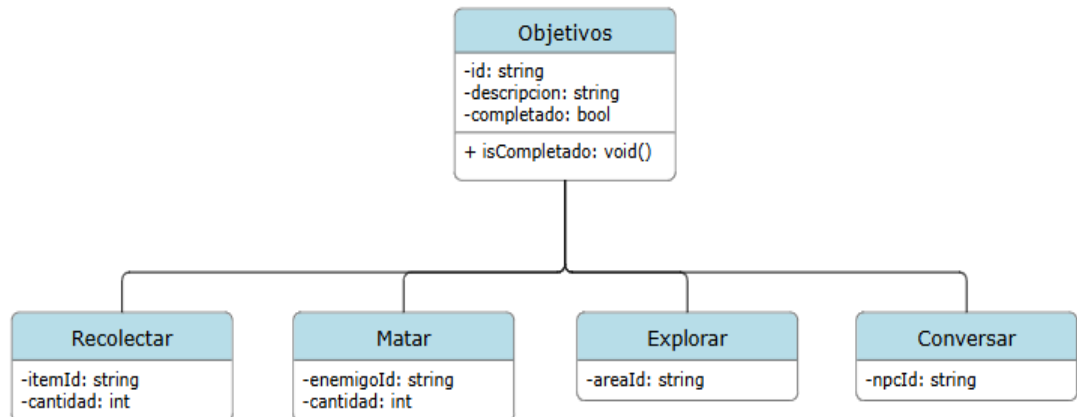 Objetivos
-id: string
-descripcion: string
-completado: bool
+ isCompletado: void()
Recolectar
-itemId: string
-cantidad: int
Matar
-enemigoId: string
-cantidad: int
Explorar
-areaId: string
Conversar
-npcId: string